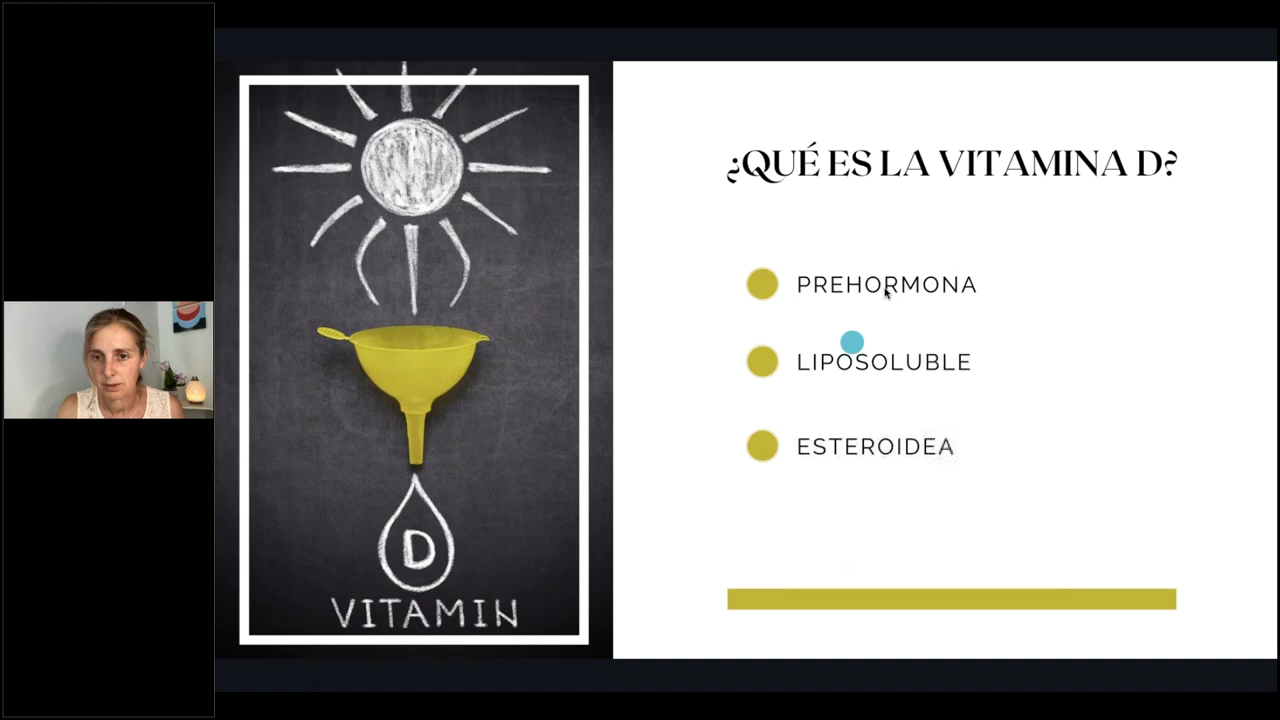 ¿QUÉ ES LA VITAMINA D?
PREHORMONA
LIPOSOLUBLE
ESTEROIDEA
D
VITAMIN